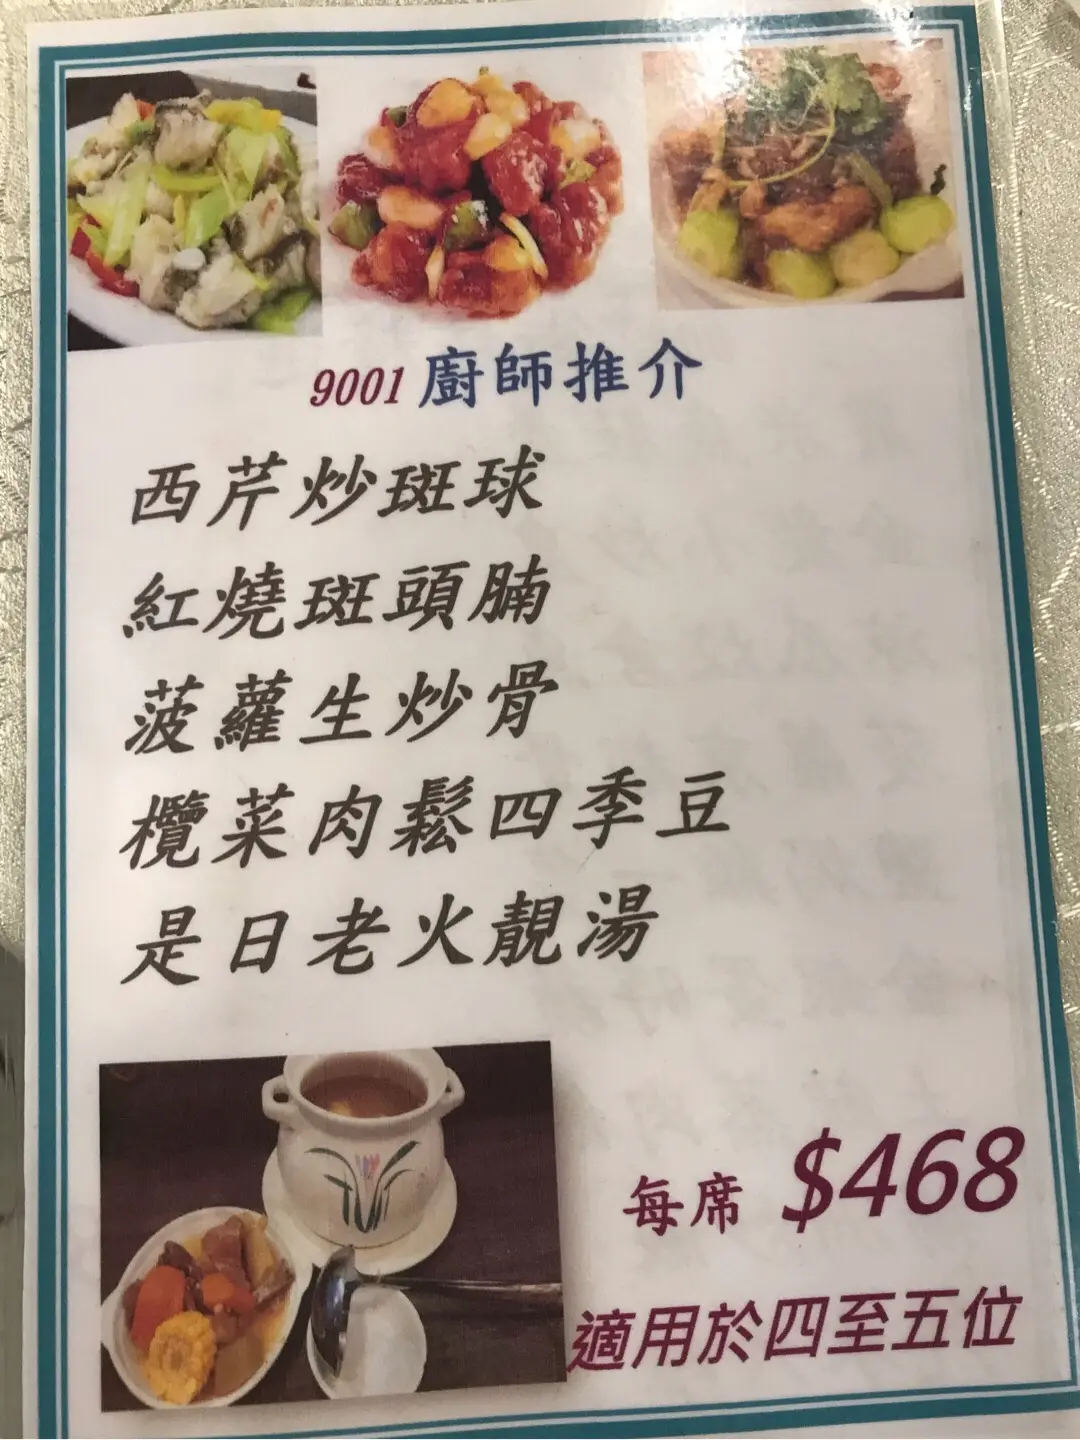 9001 廚師推介
西芹炒斑球
紅燒斑頭腩
菠蘿生炒骨
欖菜肉鬆四季豆
是日老火靚湯
每席 $468
適用於四至五位